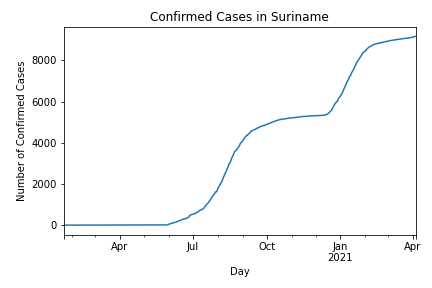 Confirmed Cases in Suriname
Number of Confirmed Cases
8000
6000
4000
2000
0
Apr
Jul
Oct
Jan
2021
Apr
Day